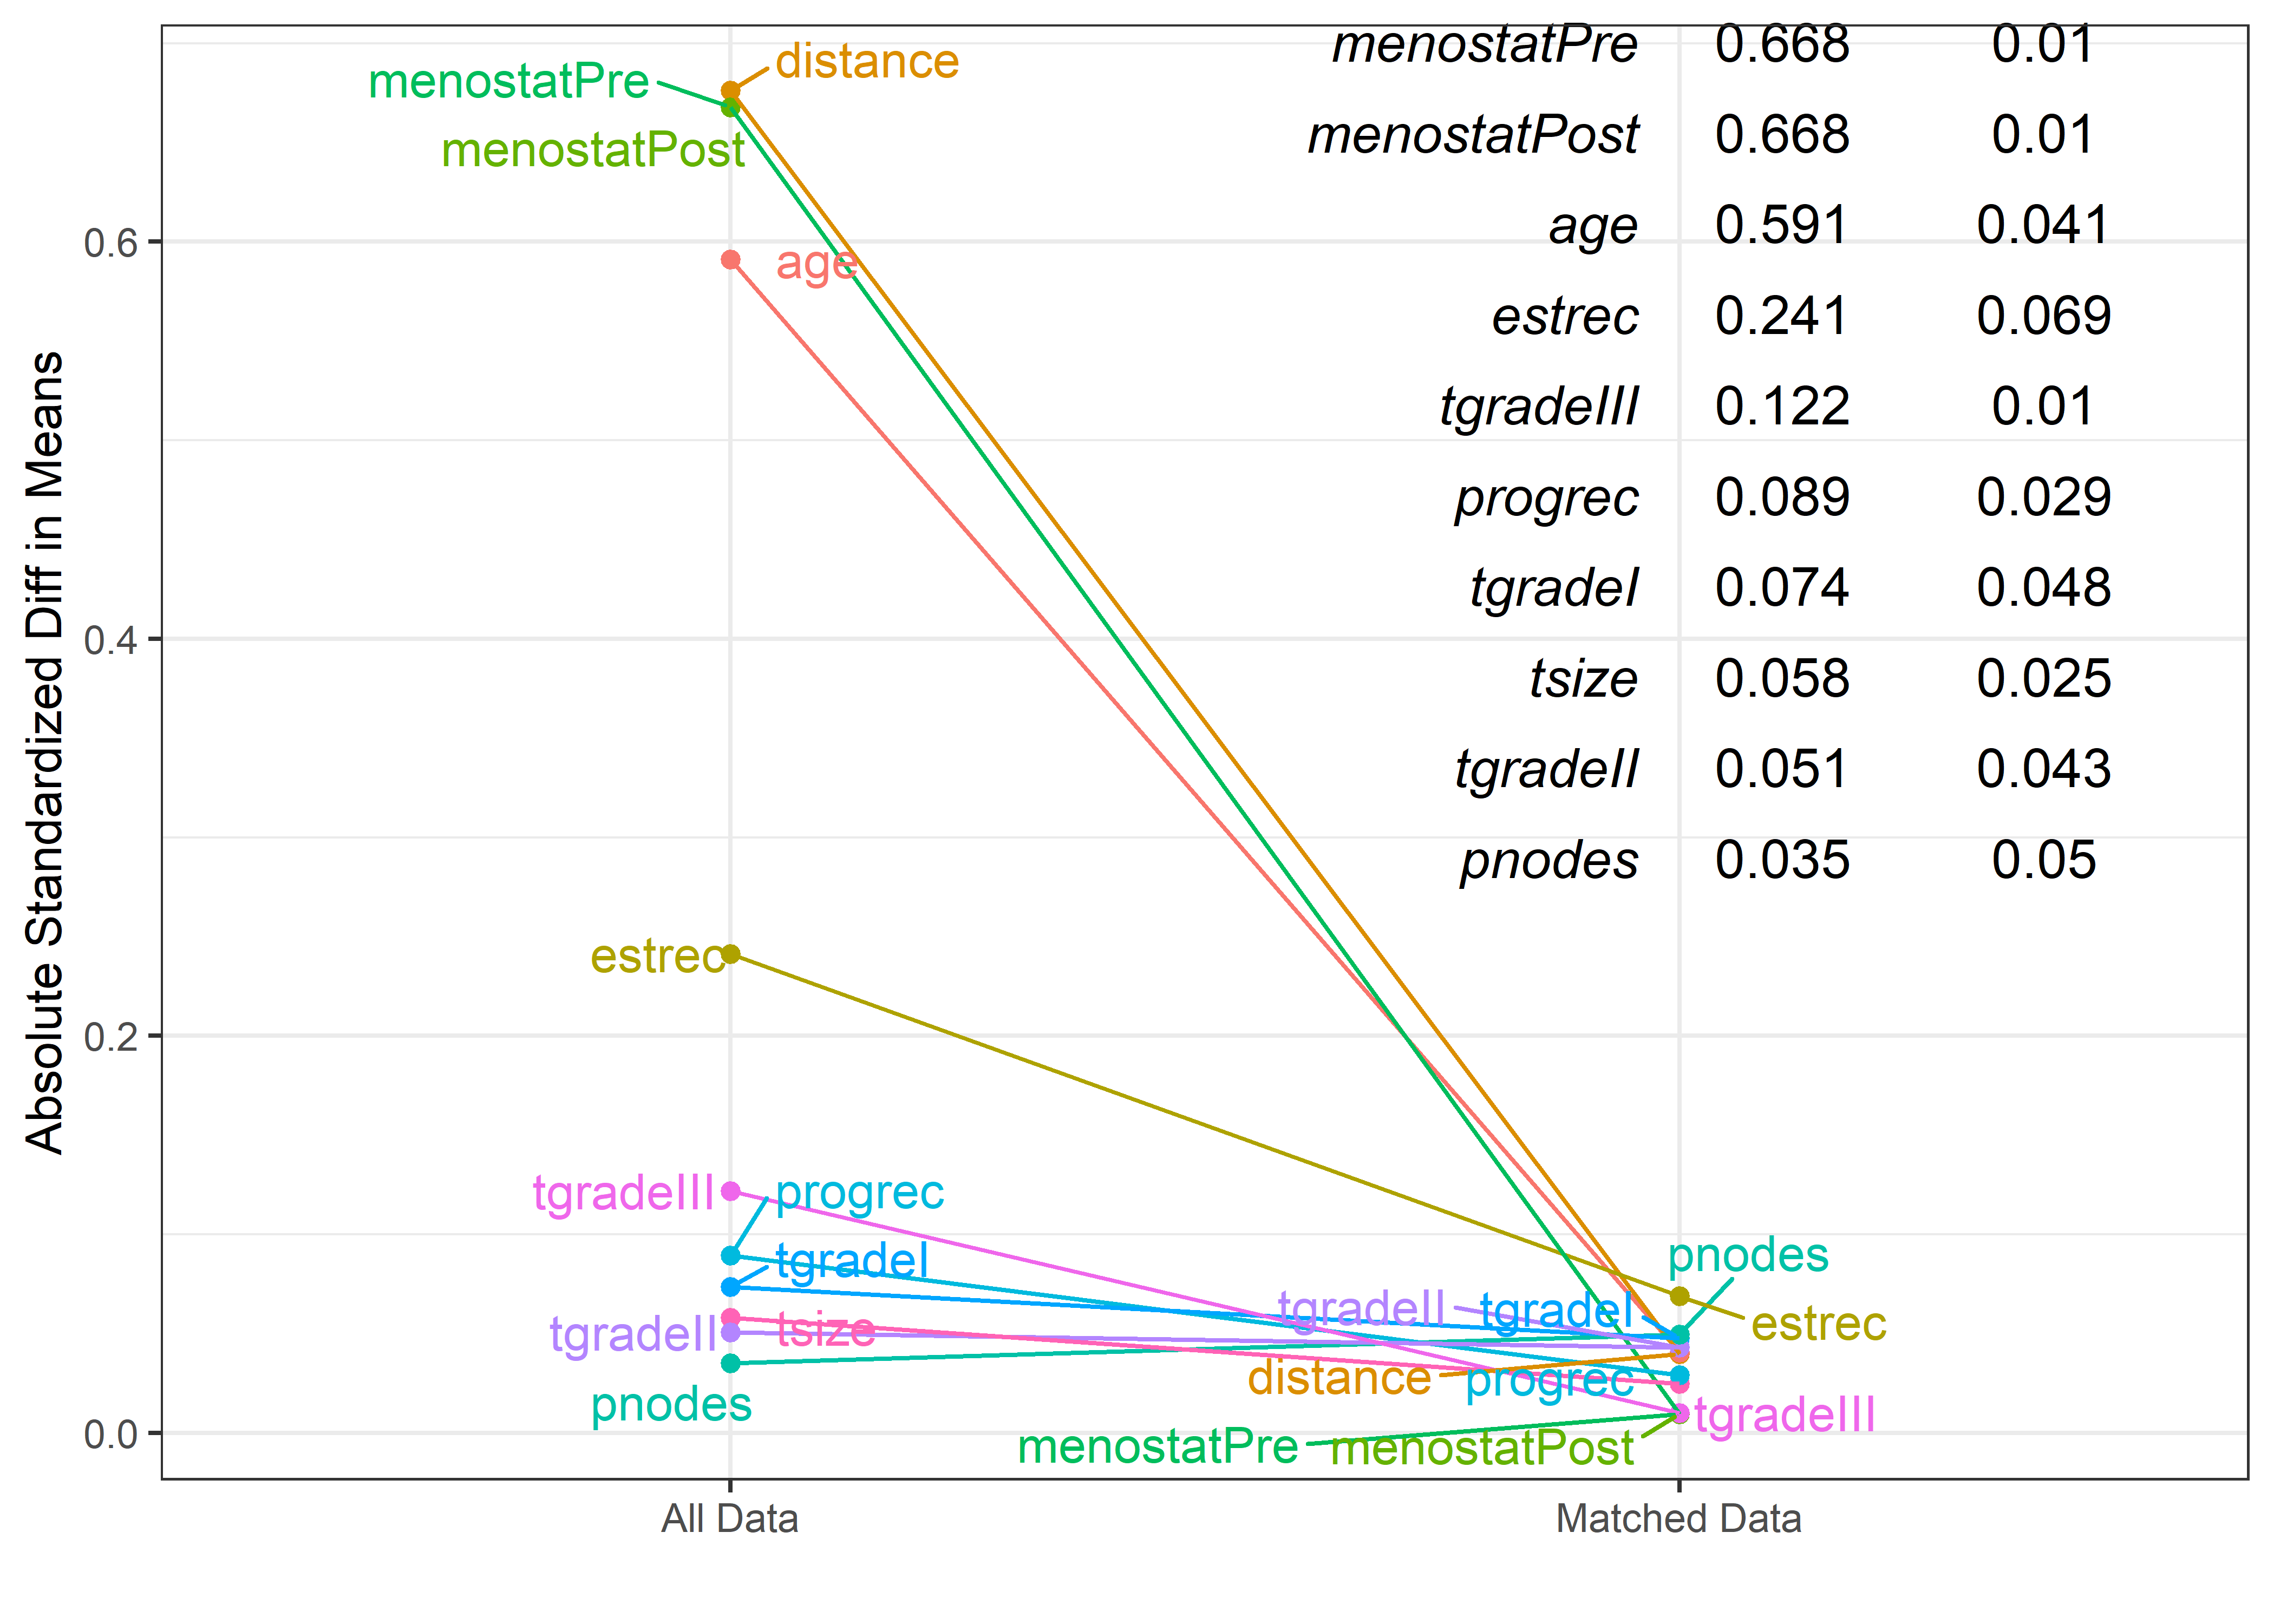 Absolute Standardized Diff in Means
0.6
0.4
0.2
0.0
All Data
Matched Data
distance
menostatPre
menostatPost
age
estrec
tgradeIII
progrec
tgradeI
tgradeII
tsize
pnodes
pnodes
tgradeII
tgradeI
estrec
distance
progrec
tgradeIII
menostatPre
menostatPost
menostatPre 0.668 0.01
menostatPost 0.668 0.01
age 0.591 0.041
estrec 0.241 0.069
tgradeIII 0.122 0.01
progrec 0.089 0.029
tgradeI 0.074 0.048
tsize 0.058 0.025
tgradeII 0.051 0.043
pnodes 0.035 0.05